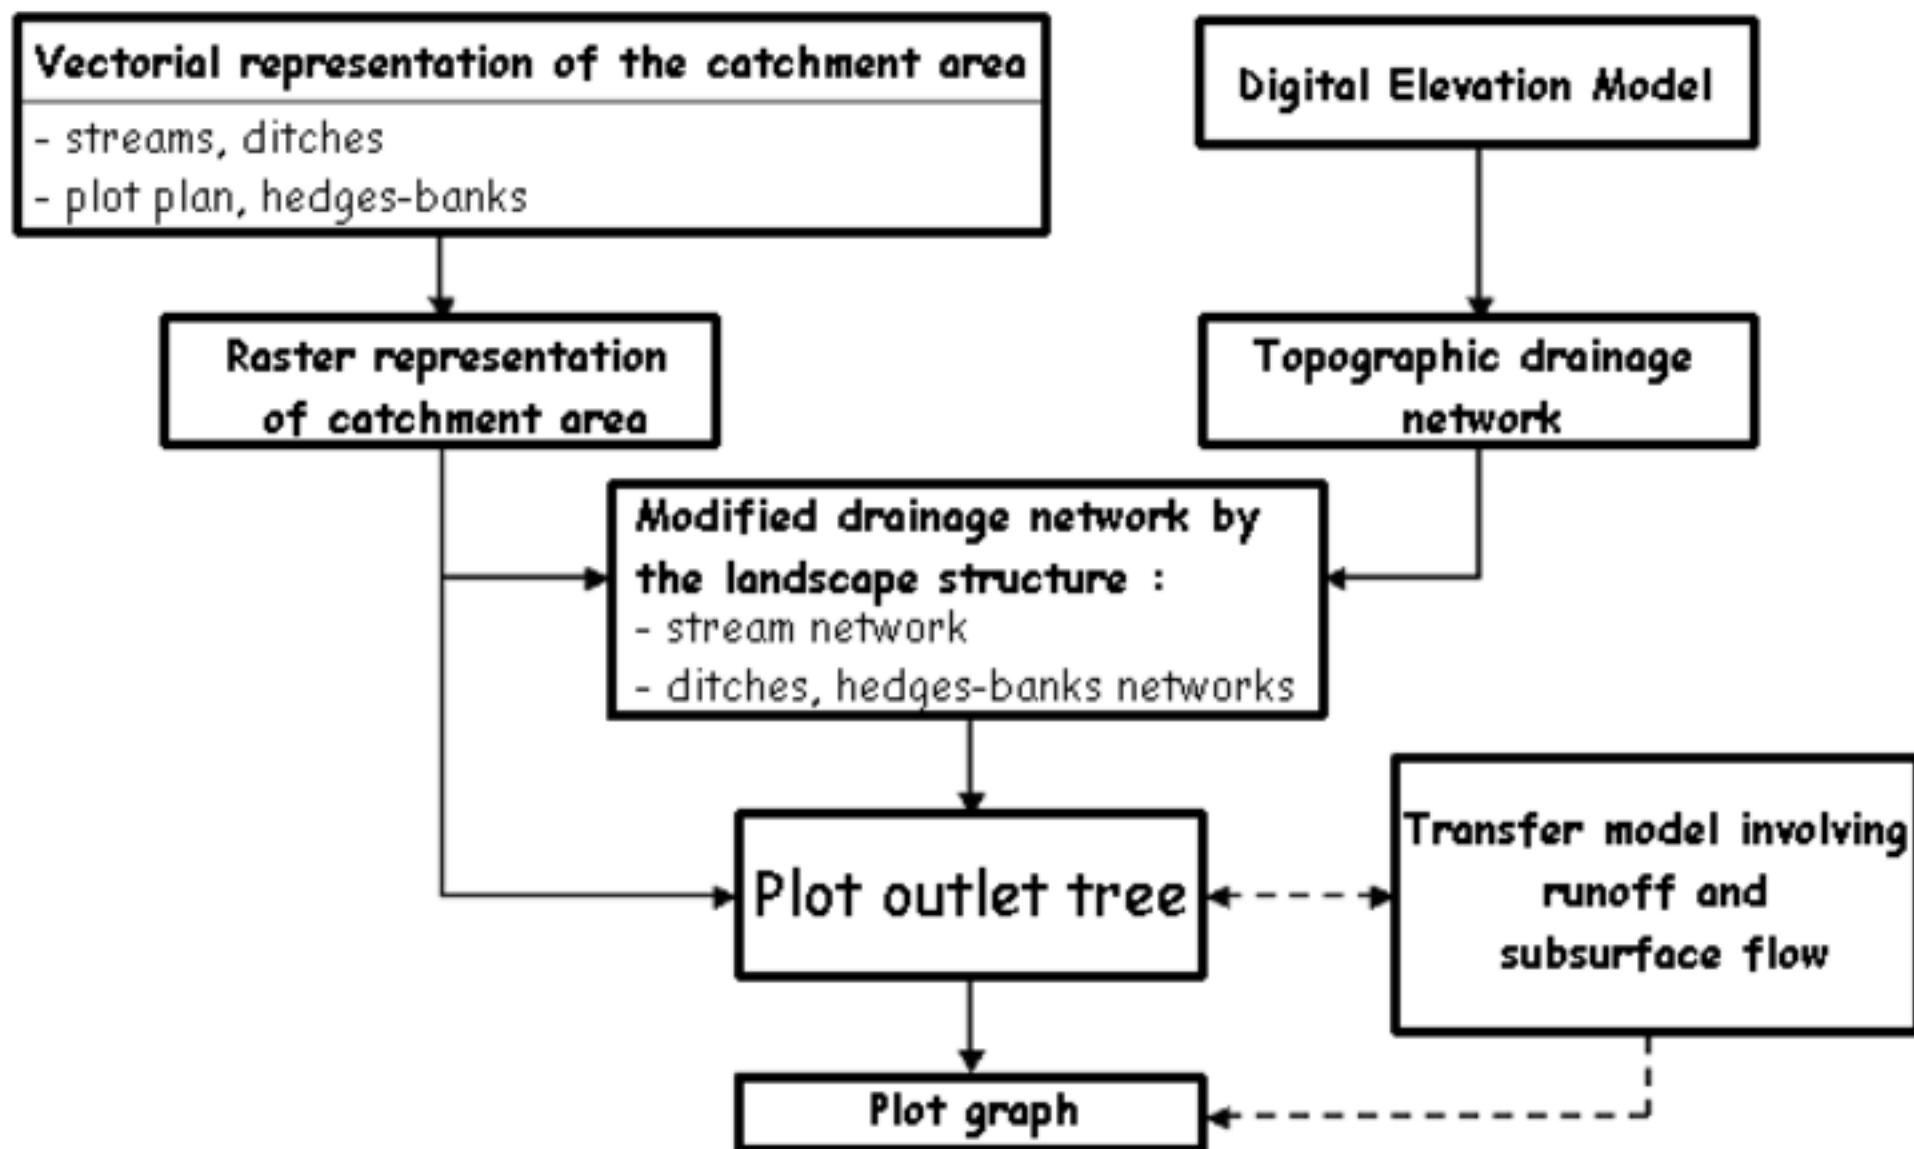 Vectorial representation of the catchment area
- streams, ditches
- plot plan, hedges-banks
Digital Elevation Model
Raster representation
of catchment area
Topographic drainage
network
Modified drainage network by
the landscape structure :
- stream network
- ditches, hedges-banks networks
Plot outlet tree
Transfer model involving
runoff and
subsurface flow
Plot graph